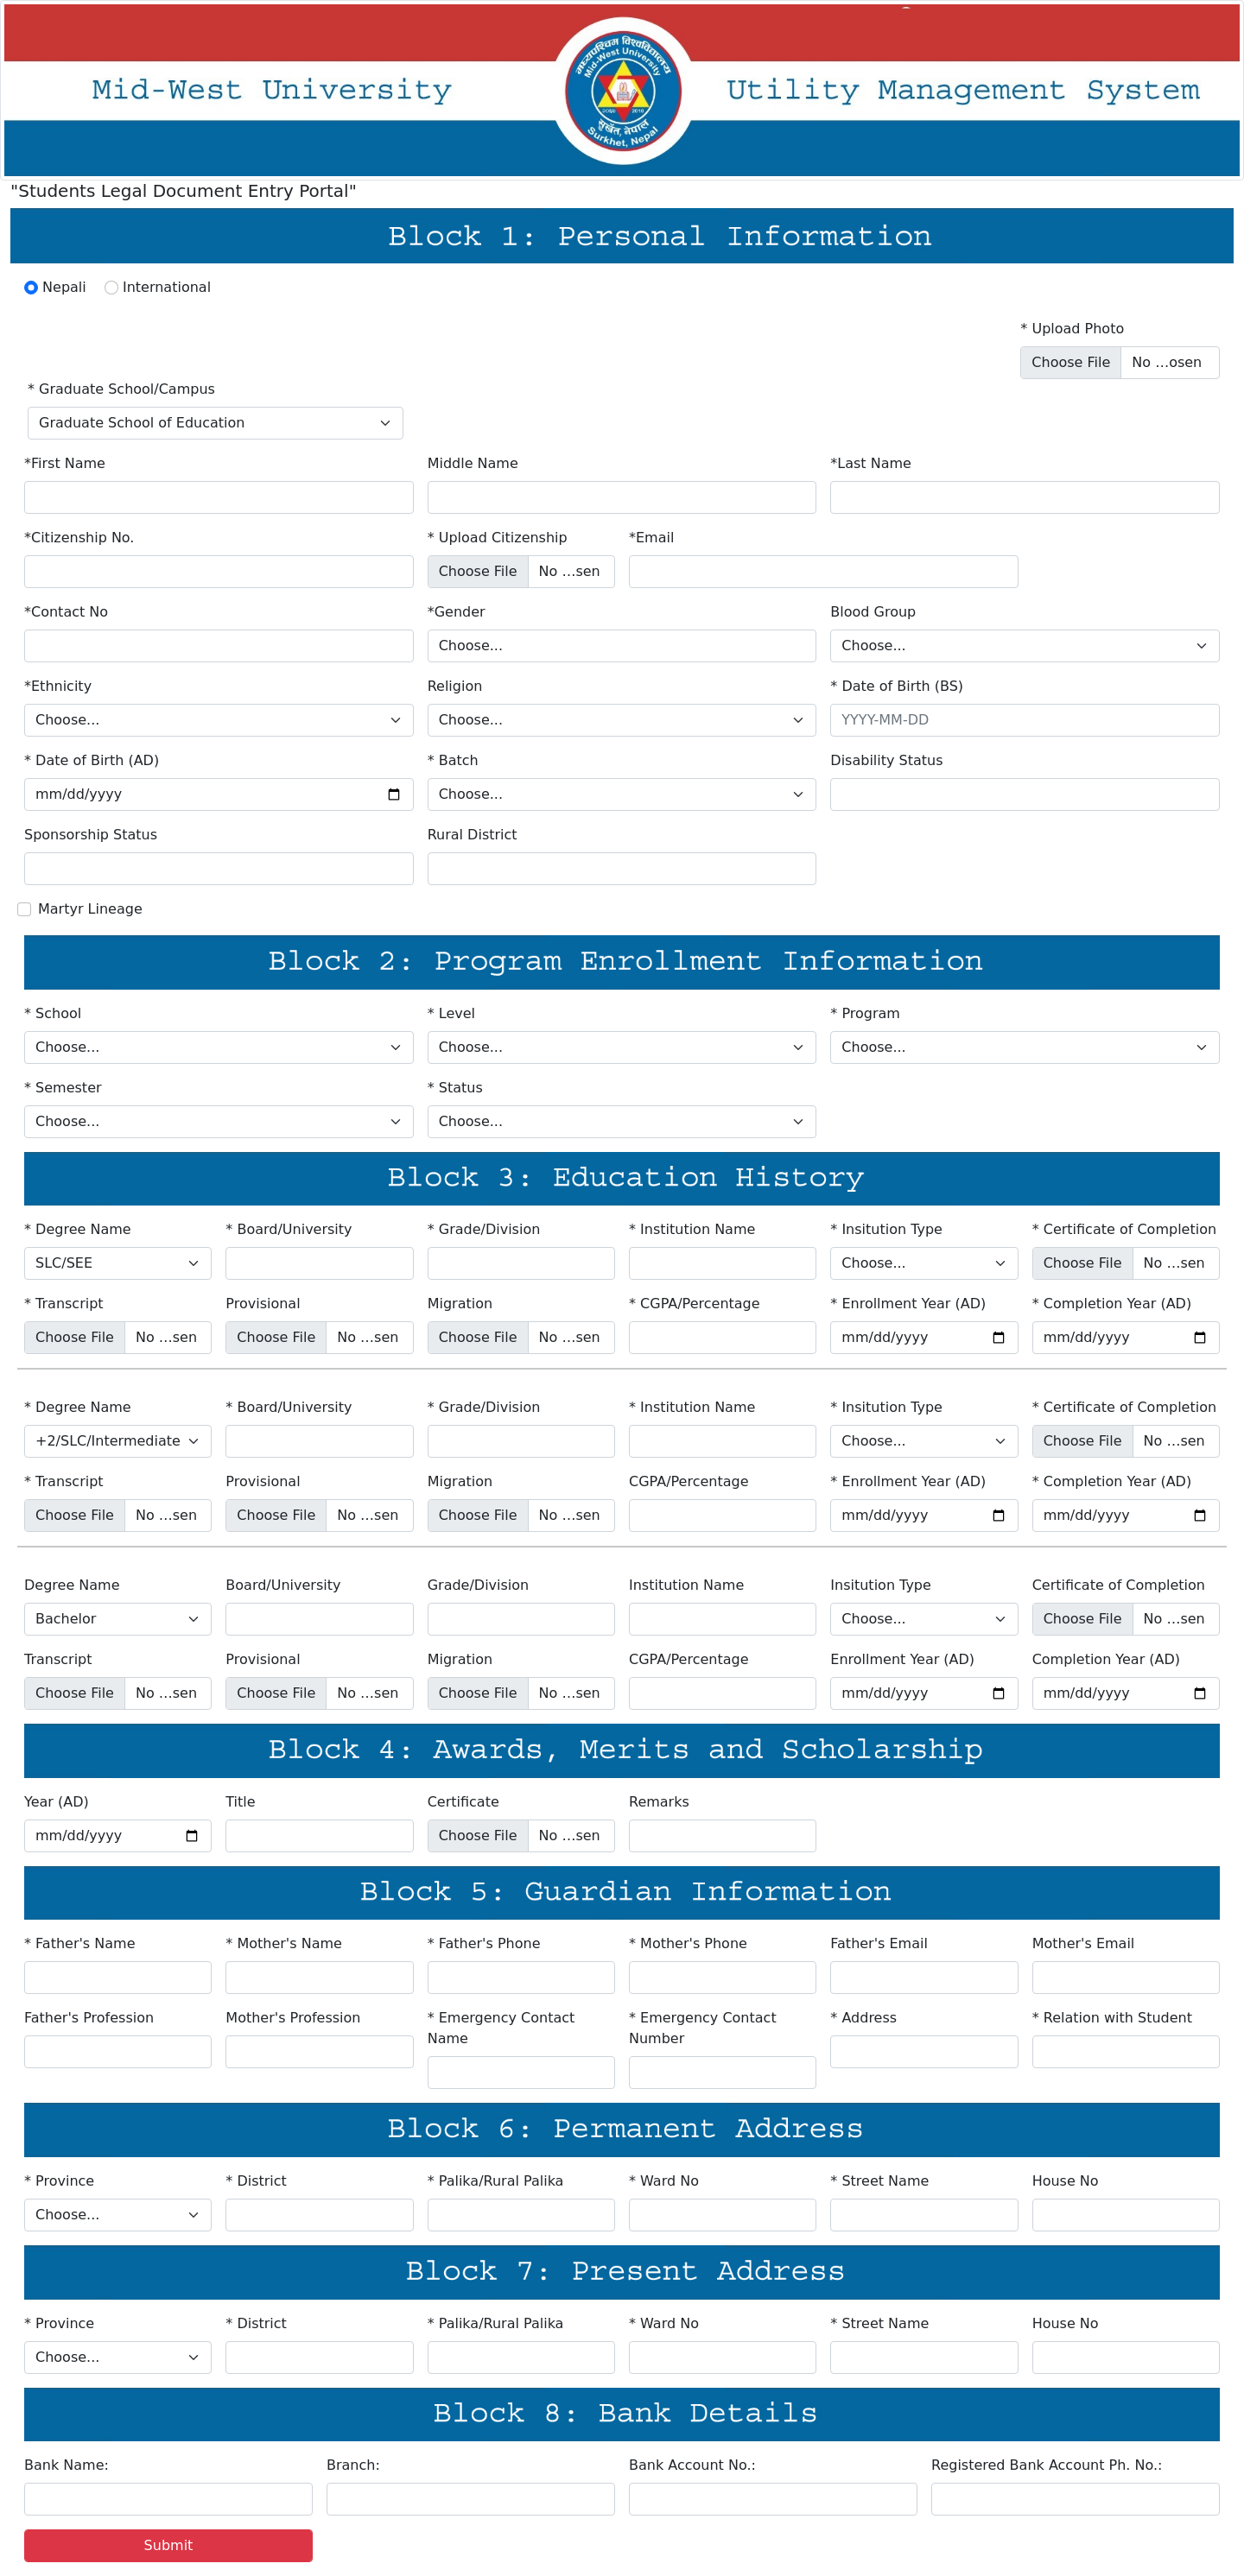 Mid-West University
मध्यपश्चिम विश्वविद्यालय
Mid-West University
सुर्खेत, नेपाल
Surkhet, Nepal
Utility Management System
"Students Legal Document Entry Portal"
Block 1: Personal Information
Nepali International
* Upload Photo
Choose File No ...osen
* Graduate School/Campus
Graduate School of Education
*First Name Middle Name *Last Name
*Citizenship No. * Upload Citizenship *Email
Choose File No ...sen
*Contact No *Gender Blood Group
Choose... Choose...
*Ethnicity Religion * Date of Birth (BS)
Choose... Choose... YYYY-MM-DD
* Date of Birth (AD) * Batch Disability Status
mm/dd/yyyy Choose...
Sponsorship Status Rural District
Martyr Lineage
Block 2: Program Enrollment Information
* School * Level * Program
Choose... Choose... Choose...
* Semester * Status
Choose... Choose...
Block 3: Education History
* Degree Name * Board/University * Grade/Division * Institution Name * Insitution Type * Certificate of Completion
SLC/SEE Choose... Choose File No ...sen
* Transcript Provisional Migration * CGPA/Percentage * Enrollment Year (AD) * Completion Year (AD)
Choose File No ...sen Choose File No ...sen Choose File No ...sen mm/dd/yyyy mm/dd/yyyy
* Degree Name * Board/University * Grade/Division * Institution Name * Insitution Type * Certificate of Completion
+2/SLC/Intermediate Choose... Choose File No ...sen
* Transcript Provisional Migration CGPA/Percentage * Enrollment Year (AD) * Completion Year (AD)
Choose File No ...sen Choose File No ...sen Choose File No ...sen mm/dd/yyyy mm/dd/yyyy
Degree Name Board/University Grade/Division Institution Name Insitution Type Certificate of Completion
Bachelor Choose... Choose File No ...sen
Transcript Provisional Migration CGPA/Percentage Enrollment Year (AD) Completion Year (AD)
Choose File No ...sen Choose File No ...sen Choose File No ...sen mm/dd/yyyy mm/dd/yyyy
Block 4: Awards, Merits and Scholarship
Year (AD) Title Certificate Remarks
mm/dd/yyyy Choose File No ...sen
Block 5: Guardian Information
* Father's Name * Mother's Name * Father's Phone * Mother's Phone Father's Email Mother's Email
Father's Profession Mother's Profession * Emergency Contact Name * Emergency Contact Number * Address * Relation with Student
Block 6: Permanent Address
* Province * District * Palika/Rural Palika * Ward No * Street Name House No
Choose...
Block 7: Present Address
* Province * District * Palika/Rural Palika * Ward No * Street Name House No
Choose...
Block 8: Bank Details
Bank Name: Branch: Bank Account No.: Registered Bank Account Ph. No.:
Submit